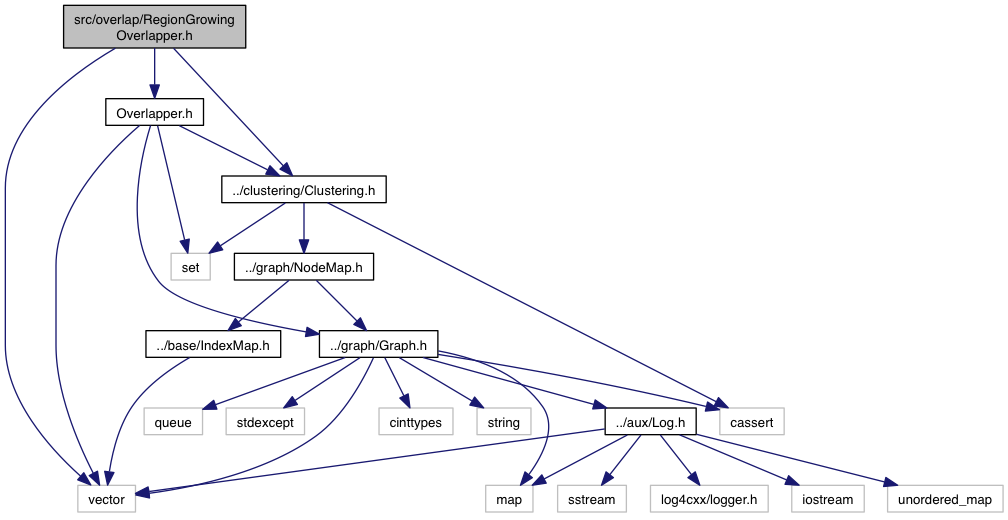 src/overlap/RegionGrowing
Overlapper.h
Overlapper.h
../clustering/Clustering.h
set
../graph/NodeMap.h
../base/IndexMap.h
../graph/Graph.h
queue
stdexcept
cinttypes
string
../aux/Log.h
cassert
vector
map
sstream
log4cxx/logger.h
iostream
unordered_map